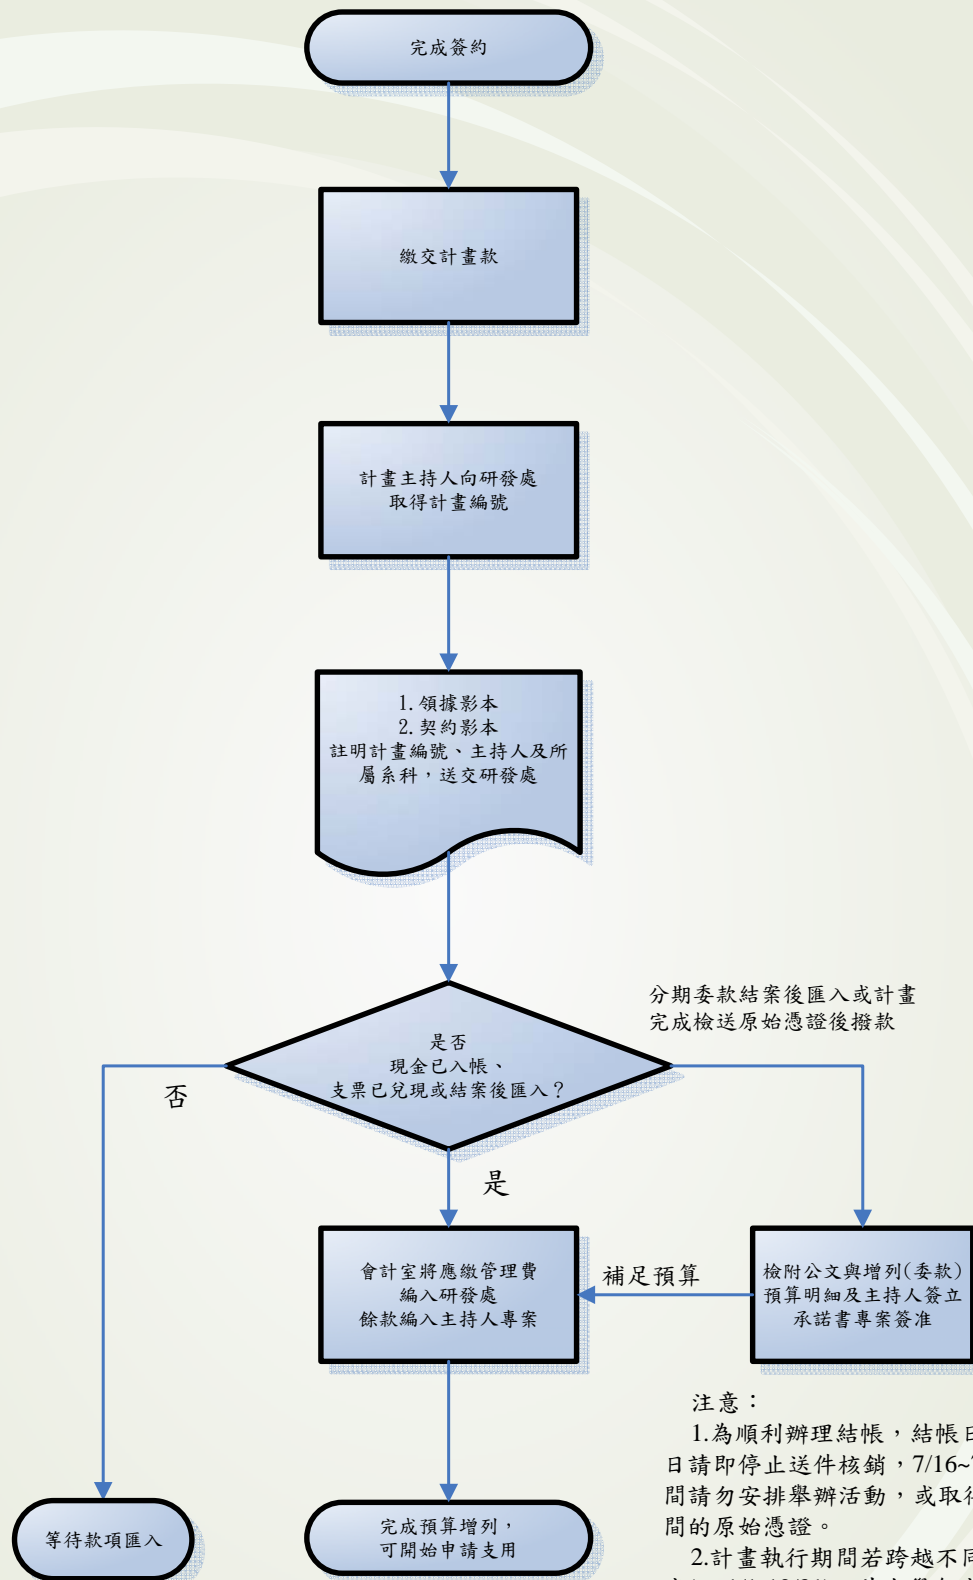 完成簽約
繳交計畫款
計畫主持人向研發處
取得計畫編號
1.領據影本
2.契約影本
註明計畫編號、主持人及所
屬系科，送交研發處
分期委款結案後匯入或計畫
完成檢送原始憑證後撥款
是否
現金已入帳、
支票已兌現或結案後匯入？
否
是
會計室將應繳管理費
編入研發處
餘款編入主持人專案
補足預算
檢附公文與增列(委款)
預算明細及主持人簽立
承諾書專案簽准
注意：
1.為順利辦理結帳，結帳日
日請即停止送件核銷，7/16~
間請勿安排舉辦活動，或取得
間的原始憑證。
2.計畫執行期間若跨越不同
等待款項匯入
完成預算增列，
可開始申請支用